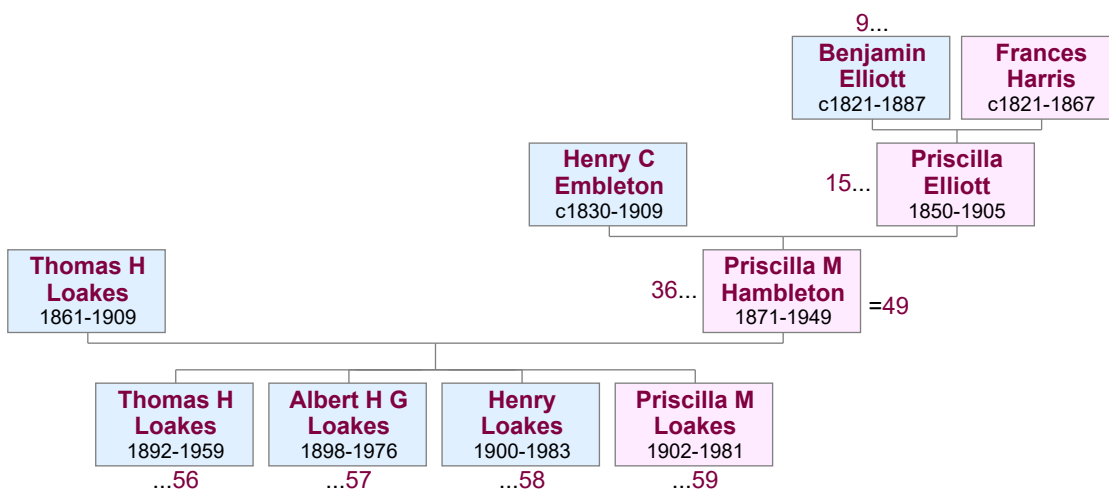 9...
Benjamin
Elliott
c1821-1887
Frances
Harris
c1821-1867
Henry C
Embleton
c1830-1909
15...
Priscilla
Elliott
1850-1905
Thomas H
Loakes
1861-1909
36...
Priscilla M
Hambleton
1871-1949
=49
Thomas H
Loakes
1892-1959
...56
Albert H G
Loakes
1898-1976
...57
Henry
Loakes
1900-1983
...58
Priscilla M
Loakes
1902-1981
...59